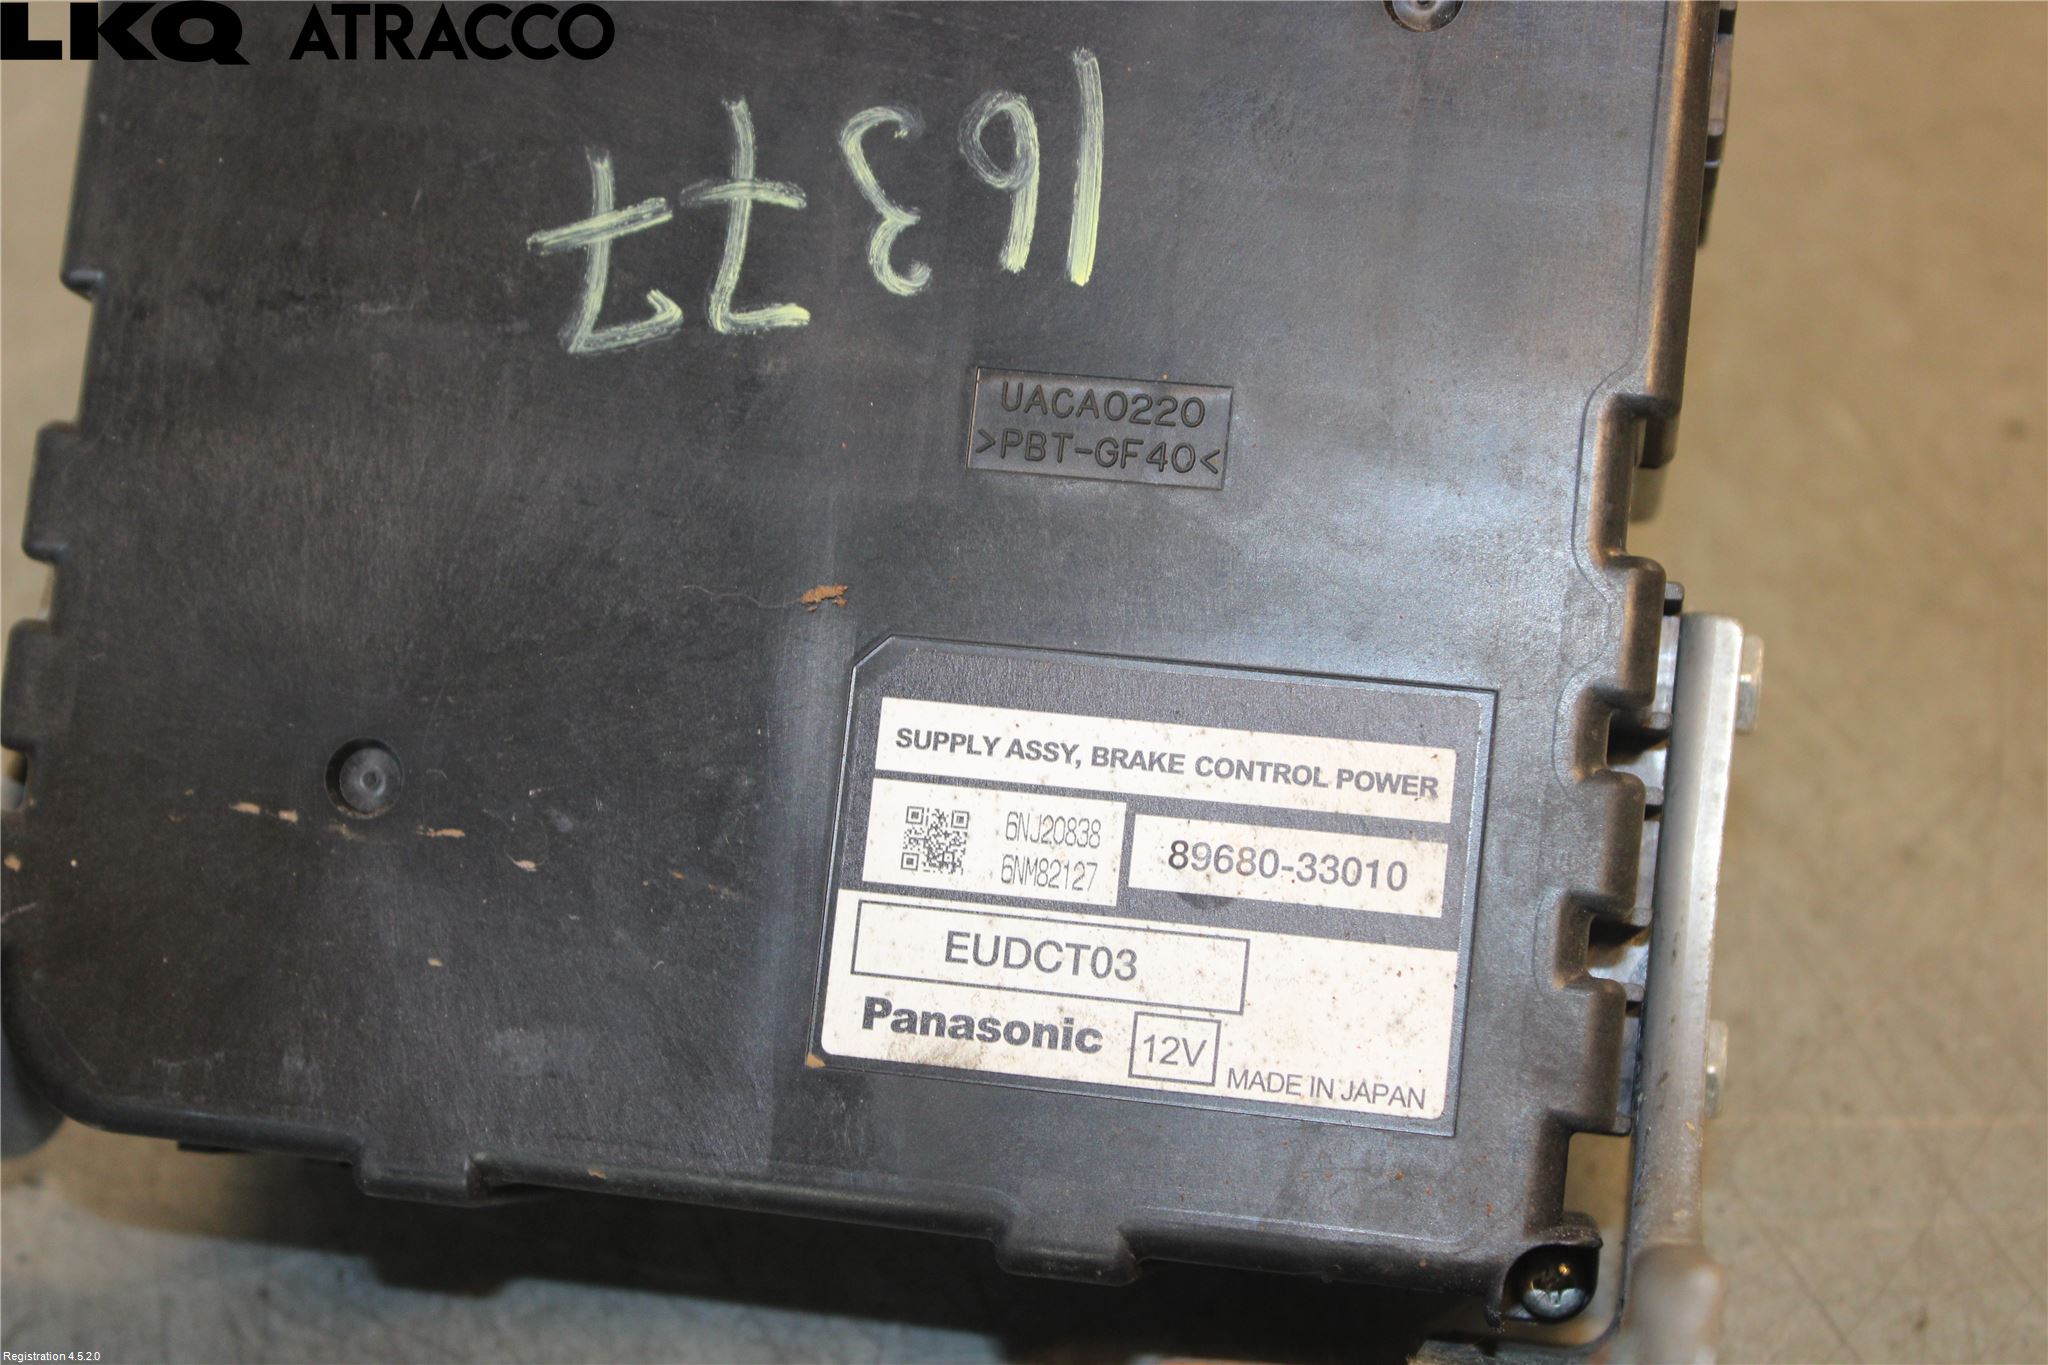 LKQ ATRACCO
16377
UACA0220
>PBT-GF40<
SUPPLY ASSY, BRAKE CONTROL POWER
6NJ20838
6NM82127
89680-33010
EUDCT03
Panasonic 12V MADE IN JAPAN
Registration 4.5.2.0